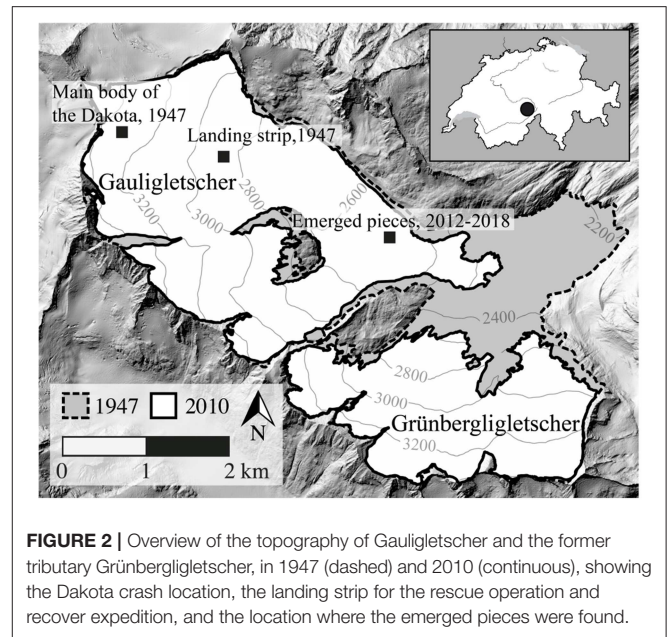 Main body of
the Dakota, 1947
Landing strip,1947
Gauligletscher
2800
2600
3200
3000
Emerged pieces, 2012-2018
2200
2400
2800
3000
Grünbergligletscher
3200
1947 2010
N
0 1 2 km
FIGURE 2 | Overview of the topography of Gauligletscher and the former
tributary Grünbergligletscher, in 1947 (dashed) and 2010 (continuous), showing
the Dakota crash location, the landing strip for the rescue operation and
recover expedition, and the location where the emerged pieces were found.